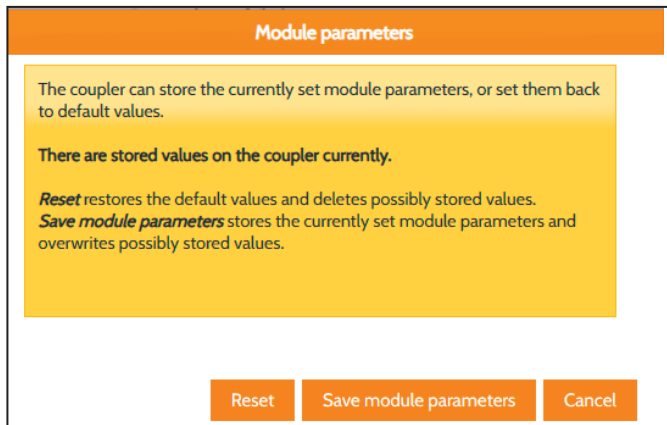 Module parameters
The coupler can store the currently set module parameters, or set them back
to default values.
There are stored values on the coupler currently.
Reset restores the default values and deletes possibly stored values.
Save module parameters stores the currently set module parameters and
overwrites possibly stored values.
Reset Save module parameters Cancel